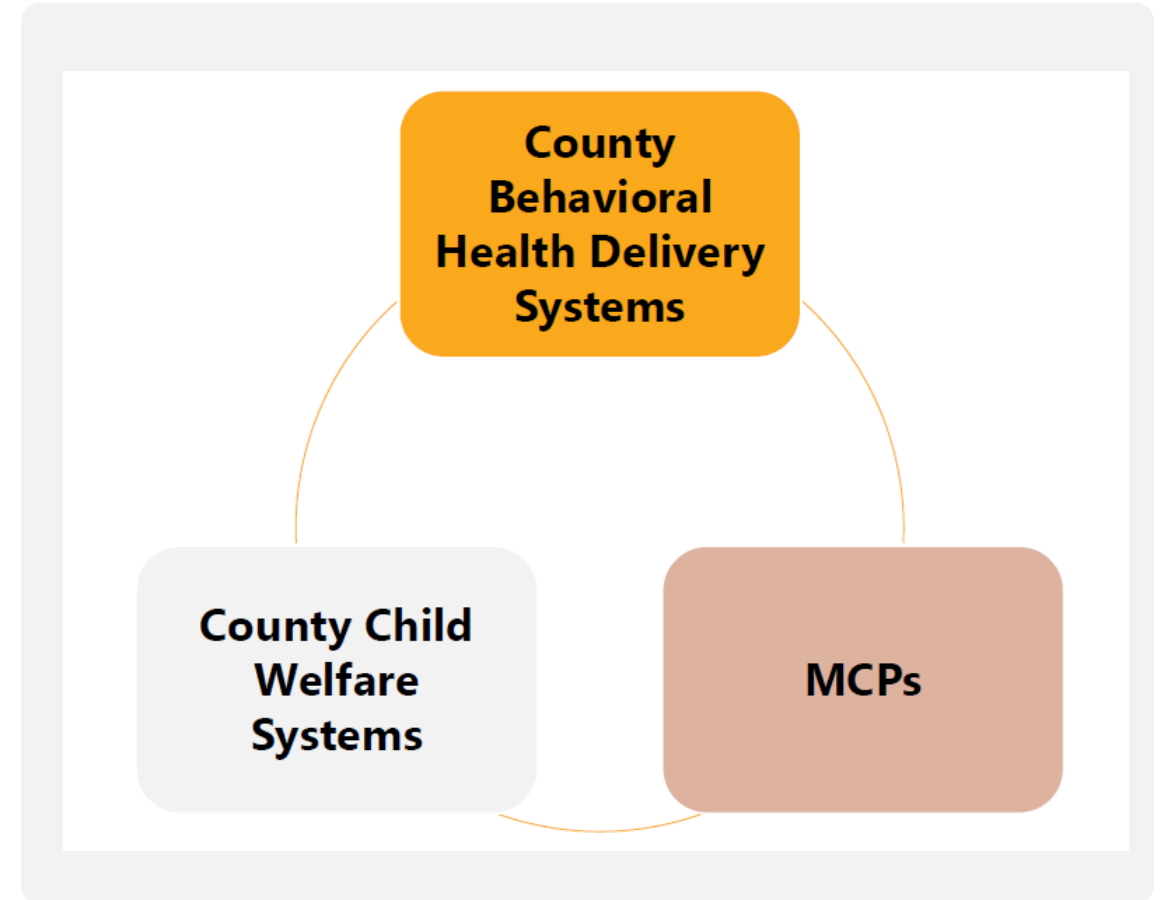 County
Behavioral
Health Delivery
Systems
County Child
Welfare
Systems
MCPs